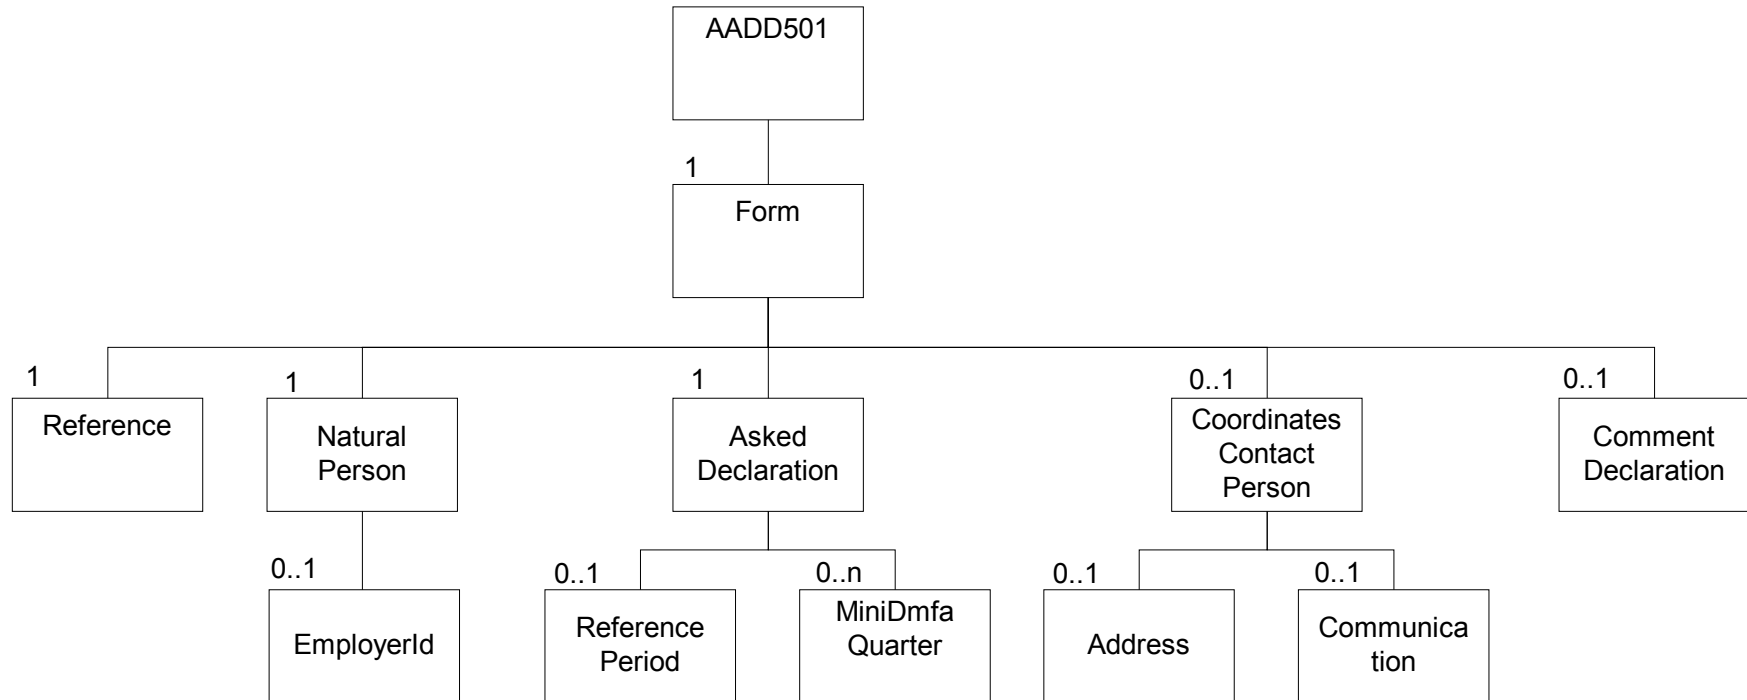 AADD501
1
Form
1
1
1
0..1
0..1
Reference
Natural
Person
Asked
Declaration
Coordinates
Contact
Person
Comment
Declaration
0..1
0..1
0..n
0..1
0..1
EmployerId
Reference
Period
MiniDmfa
Quarter
Address
Communica
tion